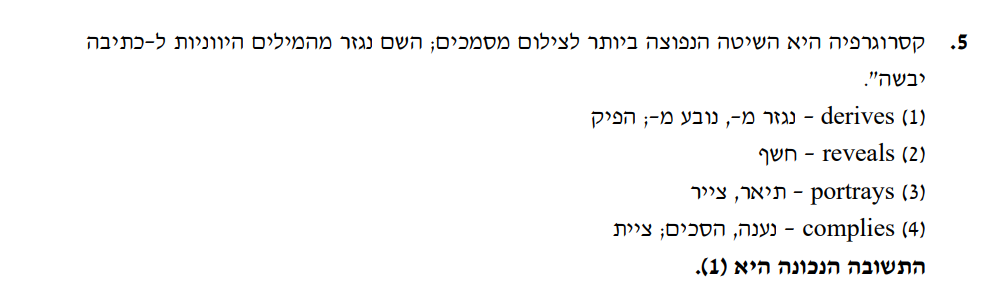 5. קסרוגרפיה היא השיטה הנפוצה ביותר לצילום מסמכים; השם נגזר מהמילים היווניות ל-כתיבה
יבשה".
(1) derives – נגזר מ-, נובע מ-; הפיק
(2) reveals – חשף
(3) portrays – תיאר, צייר
(4) complies – נענה, הסכים; ציית
התשובה הנכונה היא (1).